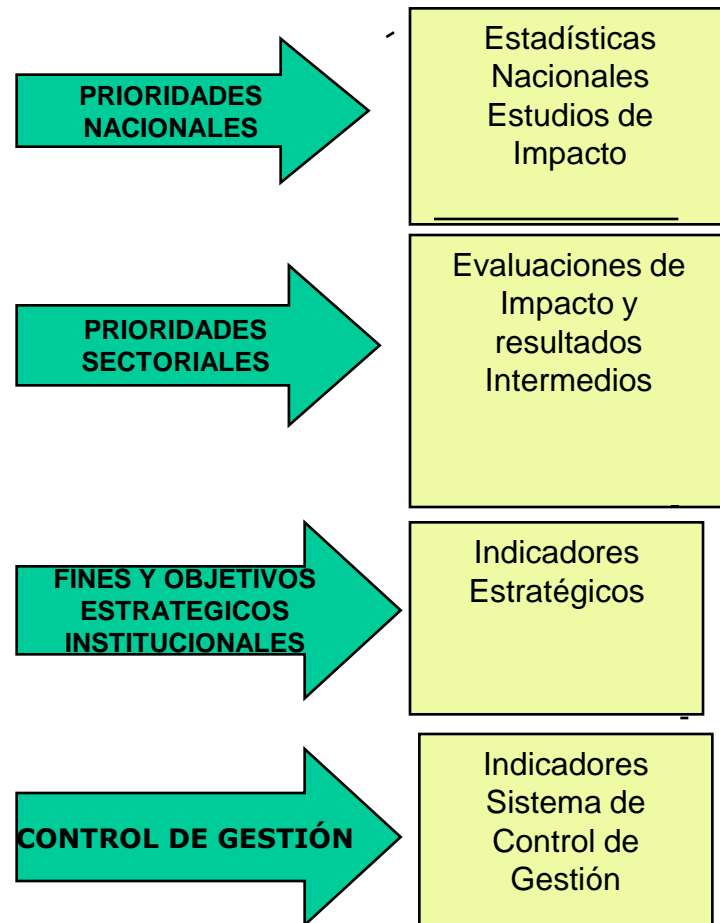 PRIORIDADES
NACIONALES
Estadísticas
Nacionales
Estudios de
Impacto
PRIORIDADES
SECTORIALES
Evaluaciones de
Impacto y
resultados
Intermedios
FINES Y OBJETIVOS
ESTRATEGICOS
INSTITUCIONALES
Indicadores
Estratégicos
CONTROL DE GESTIÓN
Indicadores
Sistema de
Control de
Gestión